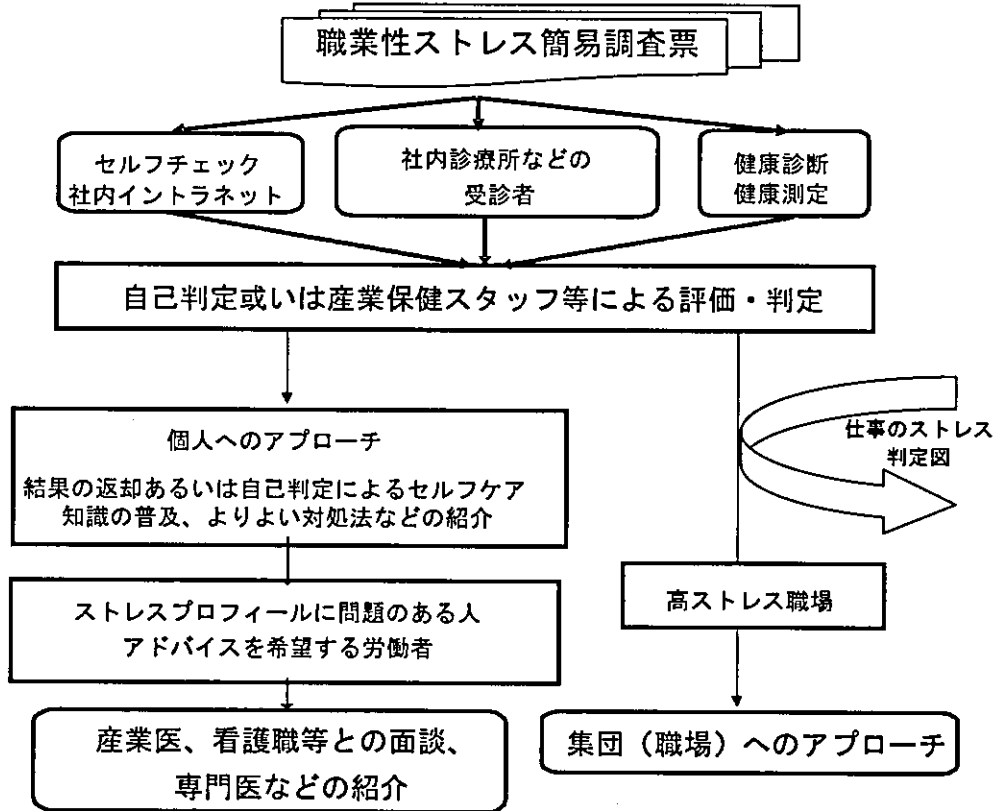 職業性ストレス簡易調査票
セルフチェック
社内イントラネット
社内診療所などの
受診者
健康診断
健康測定
自己判定或いは産業保健スタッフ等による評価・判定
個人へのアプローチ
結果の返却あるいは自己判定によるセルフケア
知識の普及、よりよい対処法などの紹介
ストレスプロフィールに問題のある人
アドバイスを希望する労働者
産業医、看護職等との面談、
専門医などの紹介
仕事のストレス
判定図
高ストレス職場
集団（職場）へのアプローチ